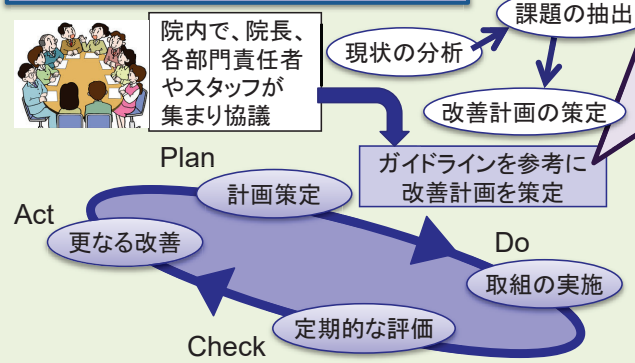 院内で、院長、
各部門責任者
やスタッフが
集まり協議
現状の分析
課題の抽出
改善計画の策定
ガイドラインを参考に
改善計画を策定
Plan
計画策定
Act
更なる改善
Do
取組の実施
定期的な評価
Check